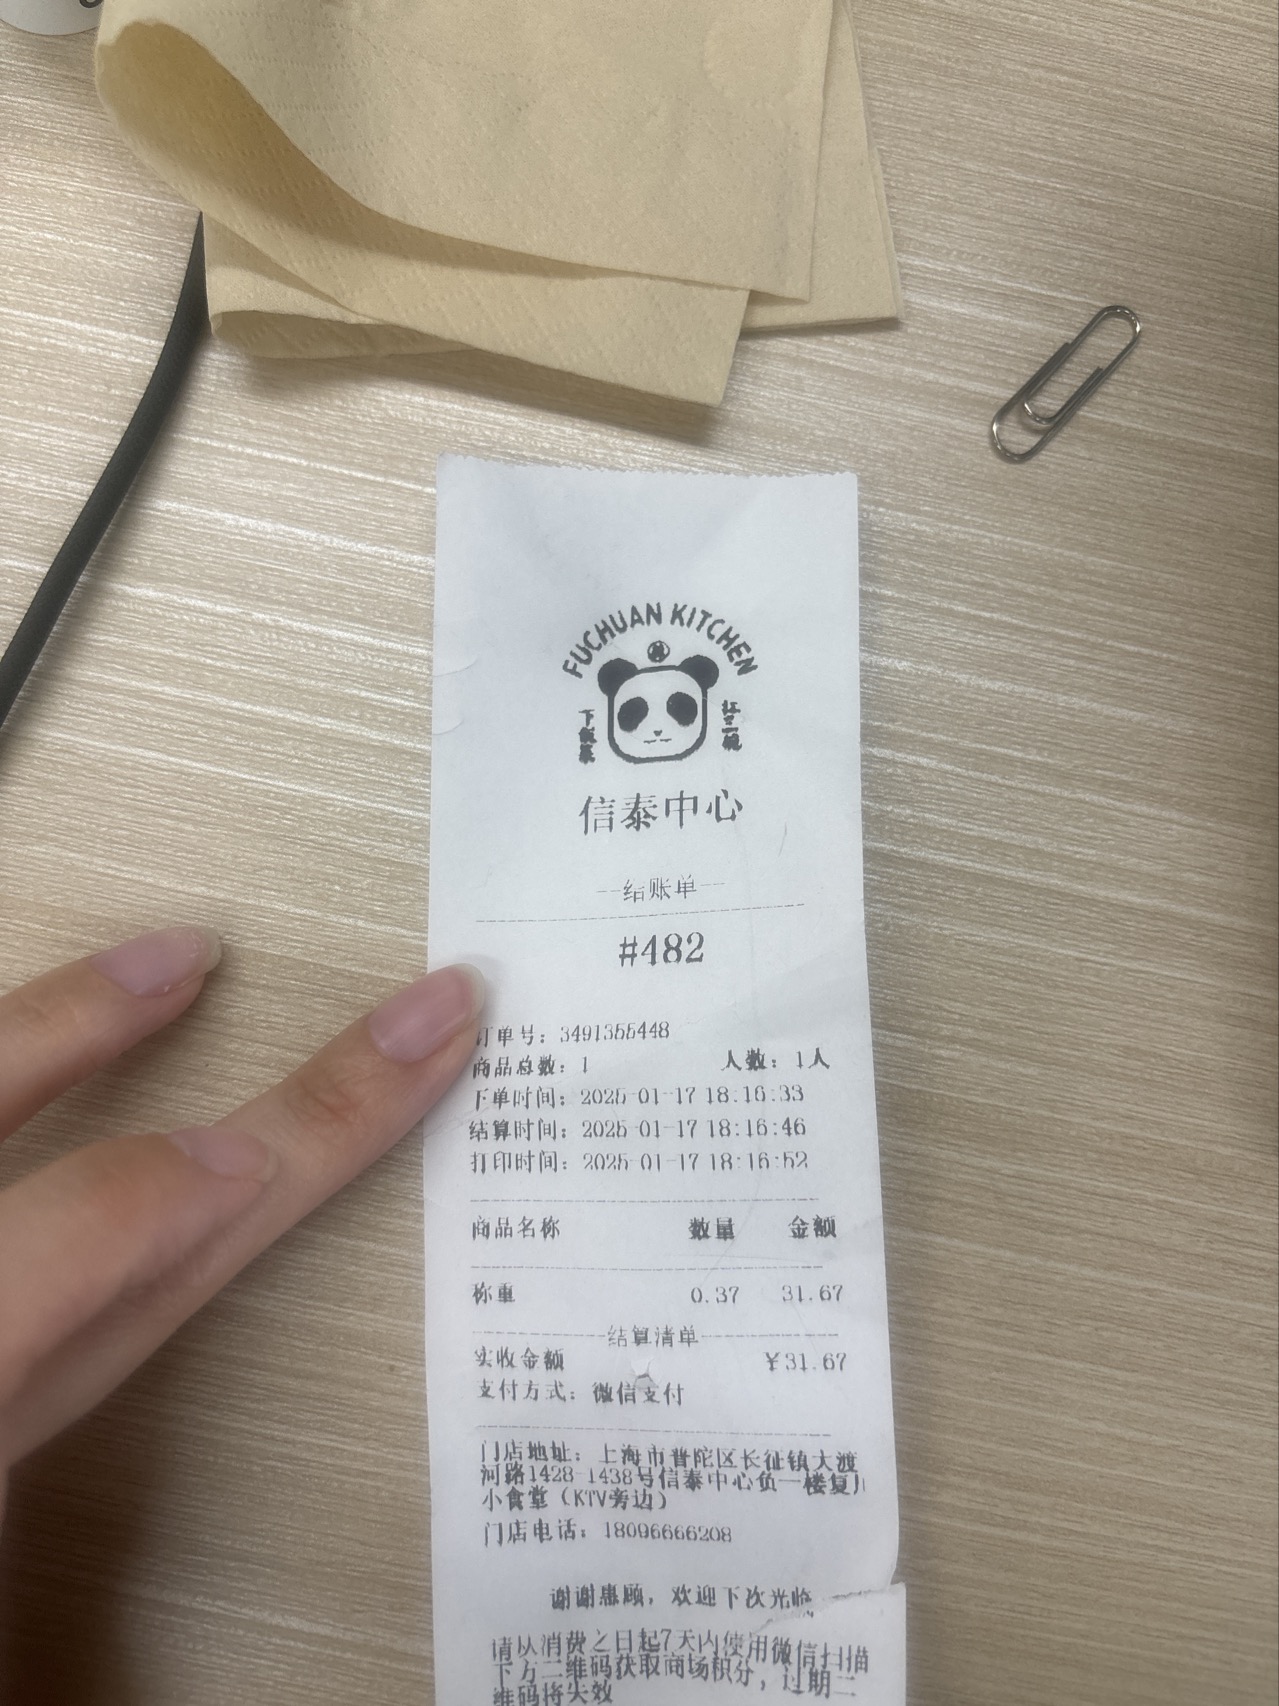 FUCHUAN KITCHEN
下飯菜
信泰中心
结账单
#482
订单号：3491355448
商品总数：1 人数：1人
下单时间：2025-01-17 18:16:33
结算时间：2025-01-17 18:16:46
打印时间：2025-01-17 18:16:52
商品名称 数量 金额
称重 0.37 31.67
结算清单
实收金额 ￥31.67
支付方式：微信支付
门店地址：上海市普陀区长征镇大渡
河路1428-1438号信泰中心负一楼复川
小食堂（KTV旁边）
门店电话：18096666208
谢谢惠顾，欢迎下次光临
请以消费之日起7天内使用微信扫描
下方二维码获取商场积分，过期二
维码将失效